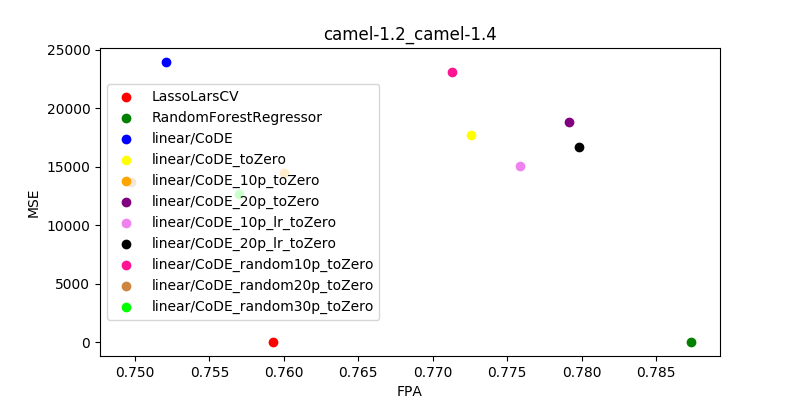 camel-1.2_camel-1.4
MSE
25000
20000
15000
10000
5000
0
LassoLarsCV
RandomForestRegressor
linear/CoDE
linear/CoDE_toZero
linear/CoDE_10p_toZero
linear/CoDE_20p_toZero
linear/CoDE_10p_lr_toZero
linear/CoDE_20p_lr_toZero
linear/CoDE_random10p_toZero
linear/CoDE_random20p_toZero
linear/CoDE_random30p_toZero
0.750 0.755 0.760 0.765 0.770 0.775 0.780 0.785
FPA